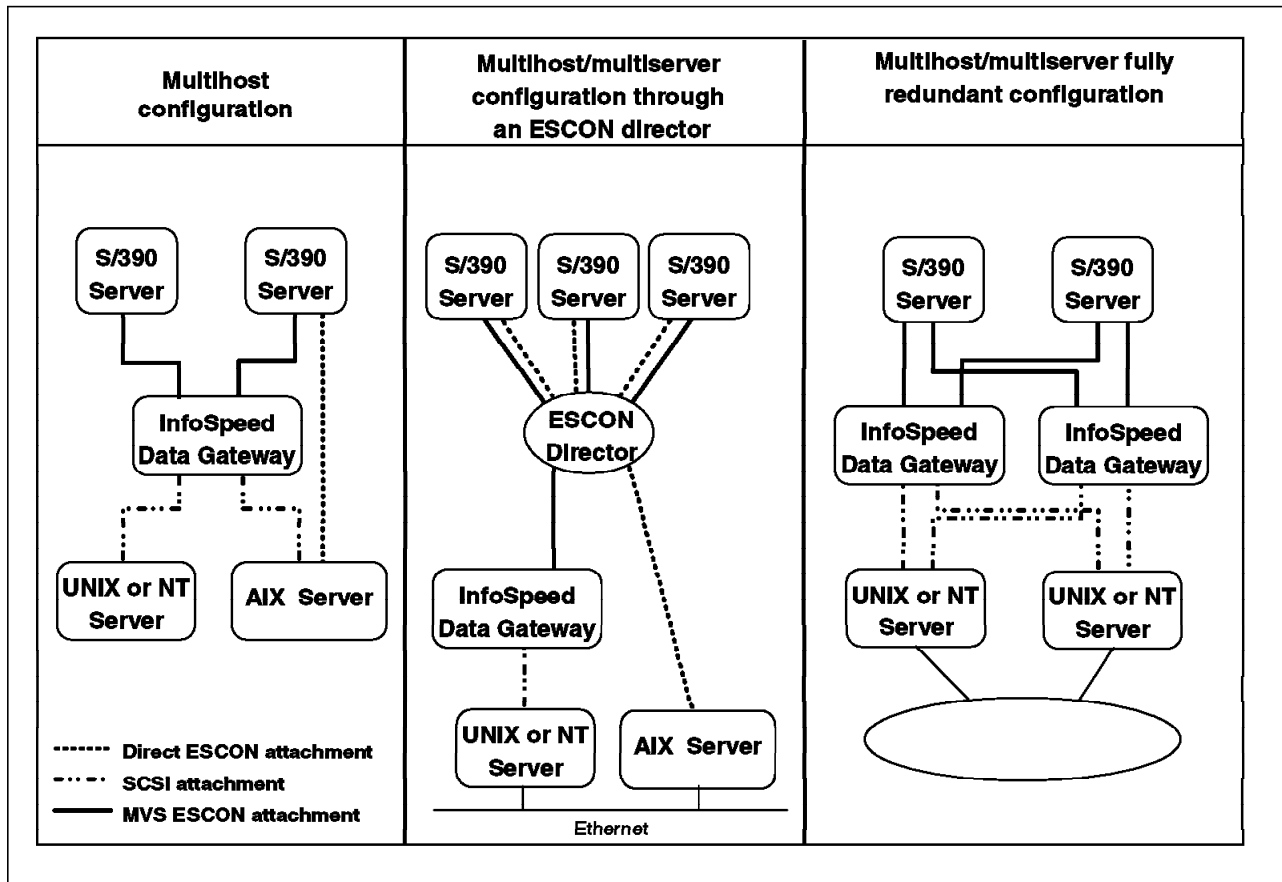 Multihost
configuration
S/390
Server
S/390
Server
InfoSpeed
Data Gateway
UNIX or NT
Server
AIX Server
Direct ESCON attachment
SCSI attachment
MVS ESCON attachment
Multihost/multiserver
configuration through
an ESCON director
S/390
Server
S/390
Server
S/390
Server
ESCON
Director
InfoSpeed
Data Gateway
UNIX or NT
Server
AIX Server
Ethernet
Multihost/multiserver fully
redundant configuration
S/390
Server
S/390
Server
InfoSpeed
Data Gateway
InfoSpeed
Data Gateway
UNIX or NT
Server
UNIX or NT
Server